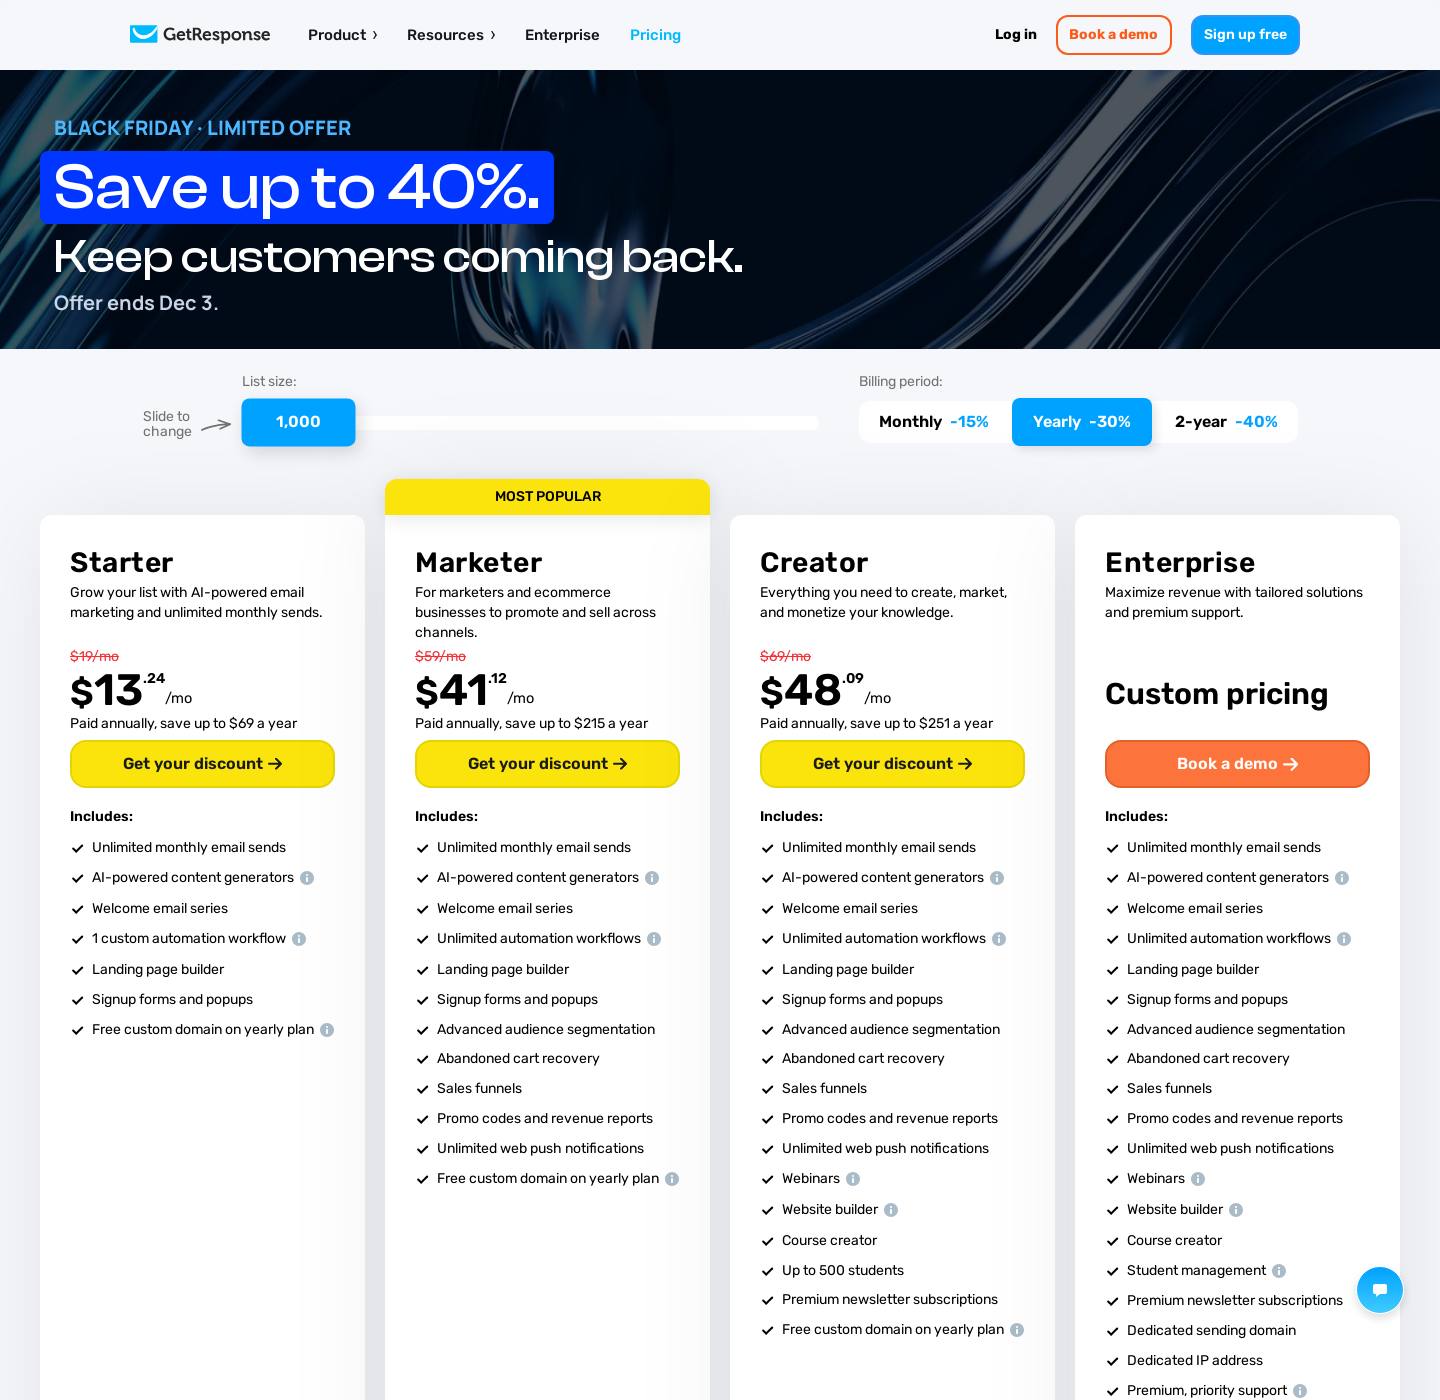 GetResponse
Product
Resources
Enterprise
Pricing
Log in
Book a demo
Sign up free
BLACK FRIDAY · LIMITED OFFER
Save up to 40%.
Keep customers coming back.
Offer ends Dec 3.
List size:
Slide to
change
1,000
Billing period:
Monthly -15%
Yearly -30%
2-year -40%
Starter
Grow your list with AI-powered email
marketing and unlimited monthly sends.
$19/mo
$13.24/mo
Paid annually, save up to $69 a year
Get your discount
Includes:
Unlimited monthly email sends
AI-powered content generators
Welcome email series
1 custom automation workflow
Landing page builder
Signup forms and popups
Free custom domain on yearly plan
MOST POPULAR
Marketer
For marketers and ecommerce
businesses to promote and sell across
channels.
$59/mo
$41.12/mo
Paid annually, save up to $215 a year
Get your discount
Includes:
Unlimited monthly email sends
AI-powered content generators
Welcome email series
Unlimited automation workflows
Landing page builder
Signup forms and popups
Advanced audience segmentation
Abandoned cart recovery
Sales funnels
Promo codes and revenue reports
Unlimited web push notifications
Free custom domain on yearly plan
Creator
Everything you need to create, market,
and monetize your knowledge.
$69/mo
$48.09/mo
Paid annually, save up to $251 a year
Get your discount
Includes:
Unlimited monthly email sends
AI-powered content generators
Welcome email series
Unlimited automation workflows
Landing page builder
Signup forms and popups
Advanced audience segmentation
Abandoned cart recovery
Sales funnels
Promo codes and revenue reports
Unlimited web push notifications
Webinars
Website builder
Course creator
Up to 500 students
Premium newsletter subscriptions
Free custom domain on yearly plan
Enterprise
Maximize revenue with tailored solutions
and premium support.
Custom pricing
Book a demo
Includes:
Unlimited monthly email sends
AI-powered content generators
Welcome email series
Unlimited automation workflows
Landing page builder
Signup forms and popups
Advanced audience segmentation
Abandoned cart recovery
Sales funnels
Promo codes and revenue reports
Unlimited web push notifications
Webinars
Website builder
Course creator
Student management
Premium newsletter subscriptions
Dedicated sending domain
Dedicated IP address
Premium, priority support